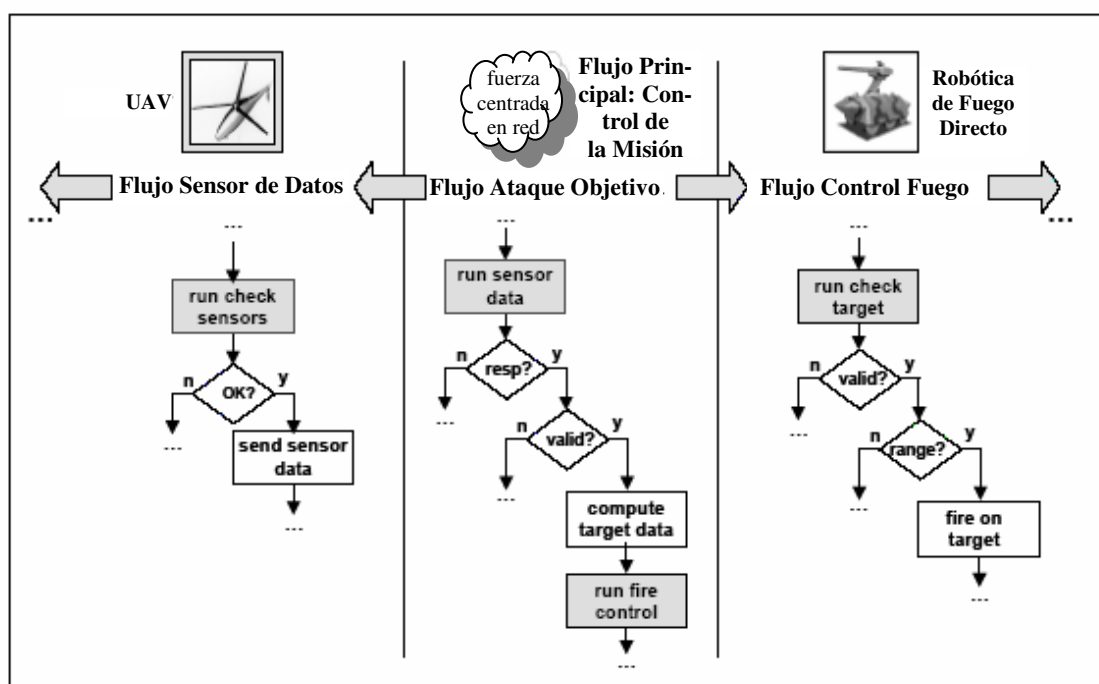 UAV
fuerza
centrada
en red
Flujo Prin-
cipal: Con-
trol de
la Misión
Robótica
de Fuego
Directo
Flujo Sensor de Datos
Flujo Ataque Objetivo
Flujo Control Fuego
...
...
...
run check
sensors
n
OK?
y
...
send sensor
data
...
...
run sensor
data
n
resp?
y
...
n
valid?
y
...
compute
target data
run fire
control
...
...
run check
target
n
valid?
y
...
n
range?
y
...
fire on
target
...